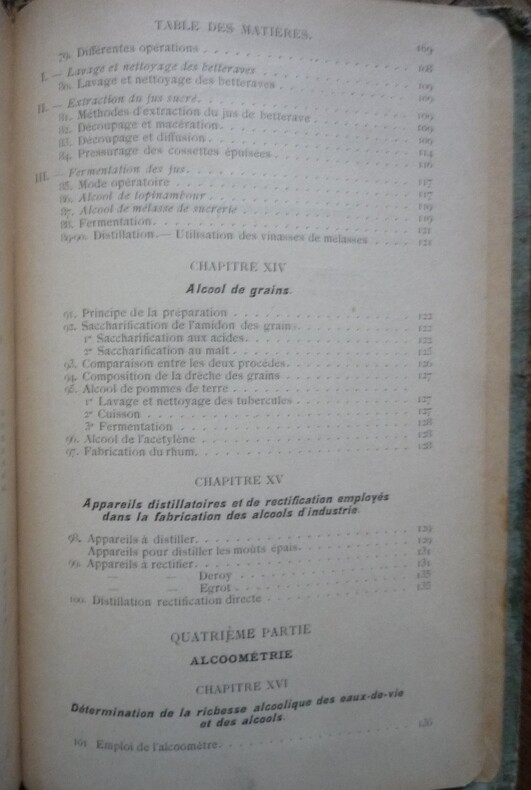 TABLE DES MATIÈRES.
79. Différentes opérations 169
I. — Lavage et nettoyage des betteraves 108
80. Lavage et nettoyage des betteraves 109
II. — Extraction du jus sucré. 109
81. Méthodes d'extraction du jus de betterave 109
82. Découpage et macération. 109
83. Découpage et diffusion 109
84. Pressurage des cossettes épuisées 114
III. — Fermentation des jus. 116
85. Mode opératoire 117
86. Alcool de topinambour 117
87. Alcool de mélasse de sucrerie 119
88. Fermentation. 119
89-90. Distillation. — Utilisation des vinasses de mélasses 121
121
CHAPITRE XIV
Alcool de grains.
91. Principe de la préparation 122
92. Saccharification de l'amidon des grains 122
1° Saccharification aux acides. 122
2° Saccharification au malt 125
93. Comparaison entre les deux procédés. 126
94. Composition de la drèche des grains 127
95. Alcool de pommes de terre
1° Lavage et nettoyage des tubercules 127
2° Cuisson 127
3° Fermentation 128
96. Alcool de l'acétylène 128
97. Fabrication du rhum. 128
CHAPITRE XV
Appareils distillatoires et de rectification employés
dans la fabrication des alcools d'industrie.
98. Appareils à distiller. 129
Appareils pour distiller les moûts épais. 129
99. Appareils à rectifier. 131
— — Deroy 131
— — Egrot 135
100. Distillation rectification directe 135
QUATRIÈME PARTIE
ALCOOMÉTRIE
CHAPITRE XVI
Détermination de la richesse alcoolique des eaux-de-vie
et des alcools.
101 Emploi de l'alcoomètre. 136